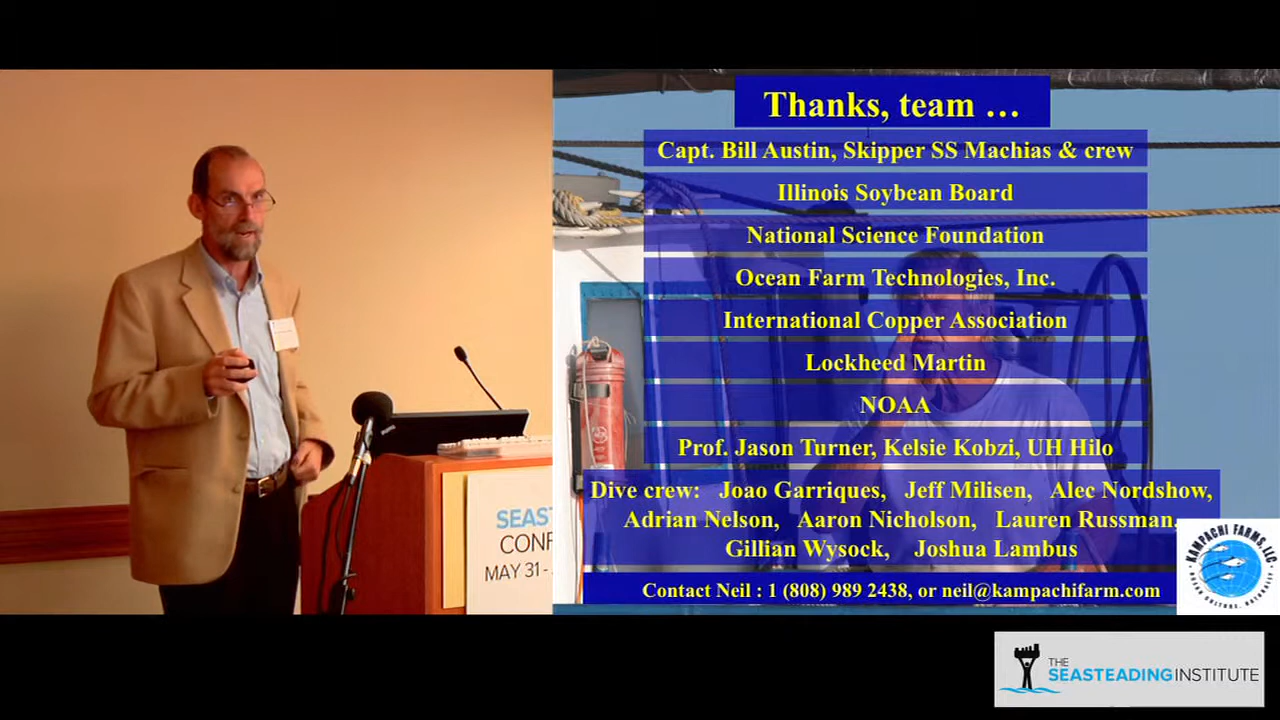 Thanks, team …
Capt. Bill Austin, Skipper SS Machias & crew
Illinois Soybean Board
National Science Foundation
Ocean Farm Technologies, Inc.
International Copper Association
Lockheed Martin
NOAA
Prof. Jason Turner, Kelsie Kobzi, UH Hilo
Dive crew: Joao Garriques, Jeff Milisen, Alec Nordshow,
Adrian Nelson, Aaron Nicholson, Lauren Russman,
Gillian Wysock, Joshua Lambus
Contact Neil : 1 (808) 989 2438, or neil@kampachifarm.com
SEAST
CONF
MAY 31-
KAMPACHI FARMS, LLC
THE
SEASTEADING INSTITUTE